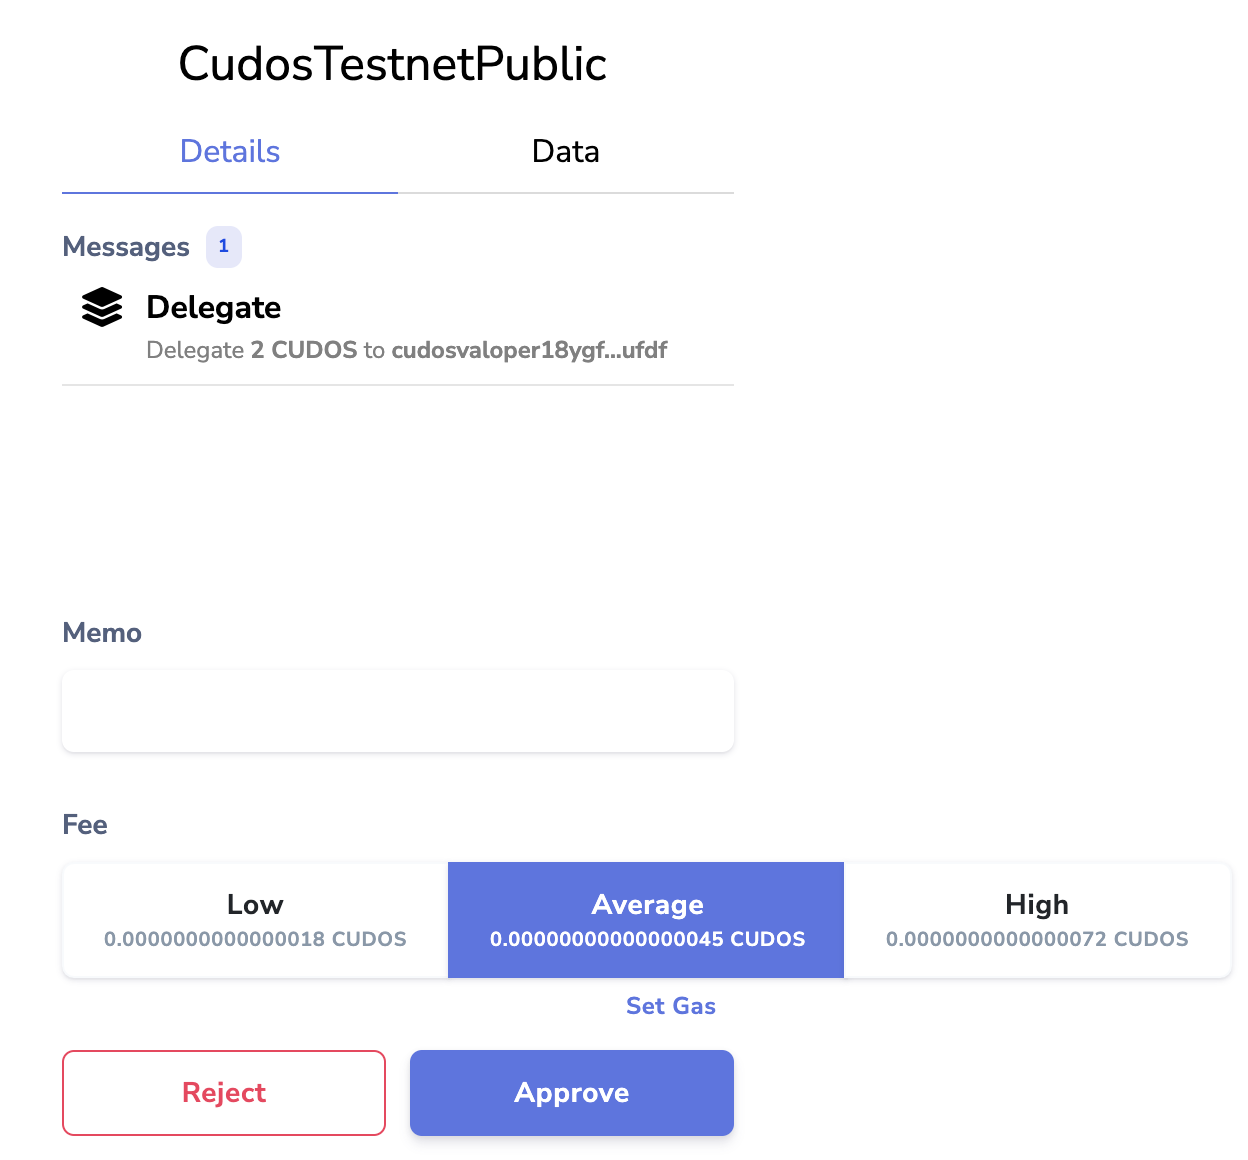 CudosTestnetPublic
Details Data
Messages 1
Delegate
Delegate 2 CUDOS to cudosvaloper18ygf...ufdf
Memo
Fee
Low Average High
0.0000000000000018 CUDOS 0.00000000000000045 CUDOS 0.0000000000000072 CUDOS
Set Gas
Reject Approve